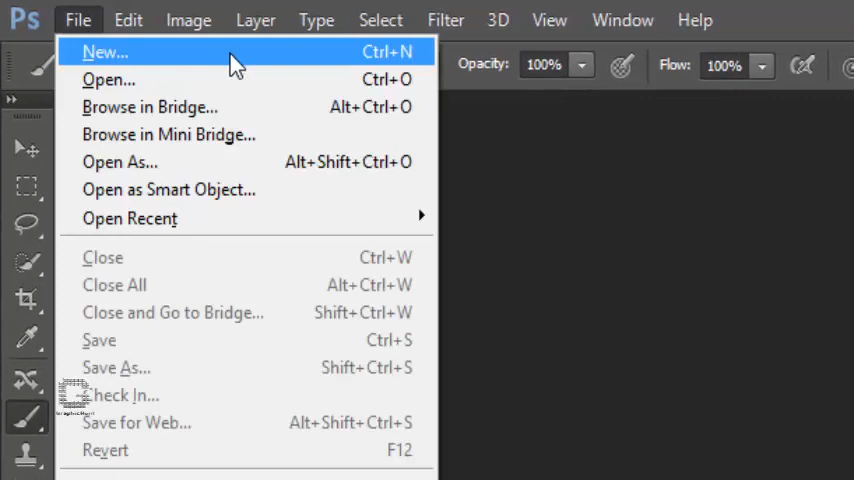 Ps File Edit Image Layer Type Select Filter 3D View Window Help
Opacity: 100% Flow: 100%
New... Ctrl+N
Open... Ctrl+O
Browse in Bridge... Alt+Ctrl+O
Browse in Mini Bridge...
Open As... Alt+Shift+Ctrl+O
Open as Smart Object...
Open Recent
Close Ctrl+W
Close All Alt+Ctrl+W
Close and Go to Bridge... Shift+Ctrl+W
Save Ctrl+S
Save As... Shift+Ctrl+S
Check In...
Save for Web... Alt+Shift+Ctrl+S
Revert F12